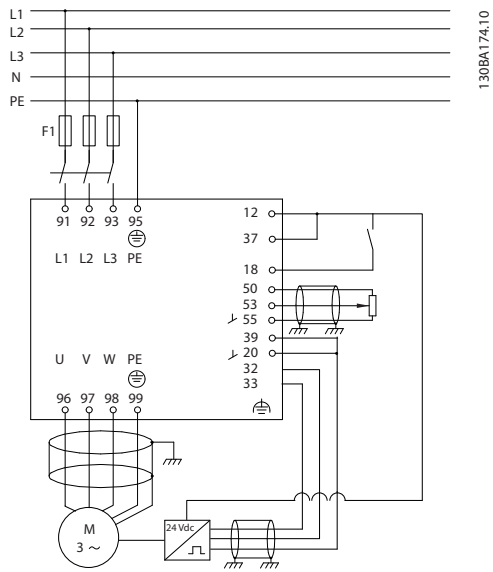 L1
L2
L3
N
PE
130BA174.10
F1
91 92 93 95
L1 L2 L3 PE
12
37
18
50
53
55
39
20
32
33
U V W PE
96 97 98 99
M
3 ~
24 Vdc